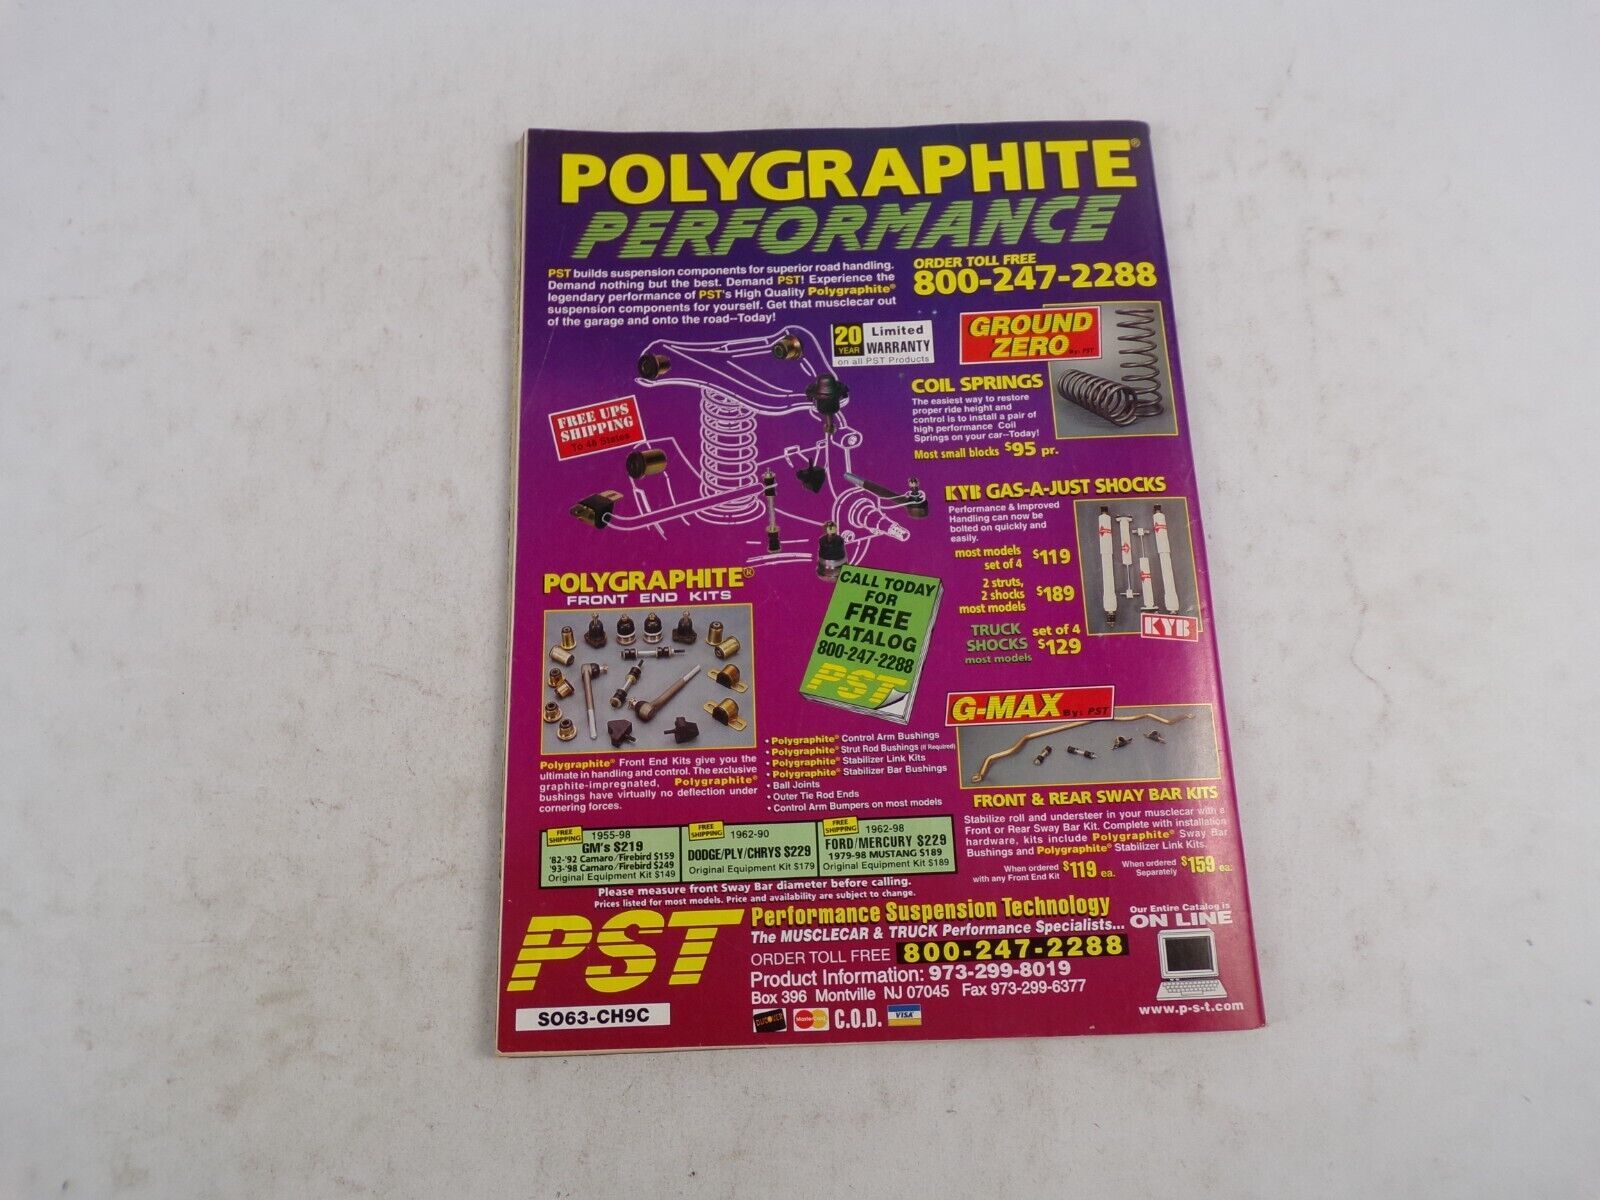 POLYGRAPHITE®
PERFORMANCE
PST builds suspension components for superior road handling.
Demand nothing but the best. Demand PST! Experience the
legendary performance of PST's High Quality Polygraphite®
suspension components for yourself. Get that musclecar out
of the garage and onto the road--Today!
ORDER TOLL FREE
800-247-2288
20
YEAR
Limited
WARRANTY
on all PST Products
GROUND
ZERO By: PST
FREE UPS
SHIPPING
To 48 States
COIL SPRINGS
The easiest way to restore
proper ride height and
control is to install a pair of
high performance Coil
Springs on your car--Today!
Most small blocks $95 pr.
KYB GAS-A-JUST SHOCKS
Performance & Improved
Handling can now be
bolted on quickly and
easily.
most models
set of 4 $119
2 struts,
2 shocks $189
most models
TRUCK set of 4
SHOCKS $129
most models
KYB
POLYGRAPHITE®
FRONT END KITS
CALL TODAY
FOR
FREE
CATALOG
800-247-2288
PST
Polygraphite® Front End Kits give you the
ultimate in handling and control. The exclusive
graphite-impregnated, Polygraphite®
bushings have virtually no deflection under
cornering forces.
• Polygraphite® Control Arm Bushings
• Polygraphite® Strut Rod Bushings (If Required)
• Polygraphite® Stabilizer Link Kits
• Polygraphite® Stabilizer Bar Bushings
• Ball Joints
• Outer Tie Rod Ends
• Control Arm Bumpers on most models
G-MAX By: PST
FRONT & REAR SWAY BAR KITS
Stabilize roll and understeer in your musclecar with a
Front or Rear Sway Bar Kit. Complete with installation
hardware, kits include Polygraphite® Sway Bar
Bushings and Polygraphite® Stabilizer Link Kits.
When ordered
with any Front End Kit $119 ea.
When ordered
Separately $159 ea.
FREE
SHIPPING
1955-98
GM's $219
'82-'92 Camaro/Firebird $159
'93-'98 Camaro/Firebird $249
Original Equipment Kit $149
FREE
SHIPPING
1962-90
DODGE/PLY/CHRYS $229
Original Equipment Kit $179
FREE
SHIPPING
1962-98
FORD/MERCURY $229
1979-98 MUSTANG $189
Original Equipment Kit $189
Please measure front Sway Bar diameter before calling.
Prices listed for most models. Price and availability are subject to change.
PST
Performance Suspension Technology
The MUSCLECAR & TRUCK Performance Specialists...
ORDER TOLL FREE 800-247-2288
Product Information: 973-299-8019
Box 396 Montville NJ 07045 Fax 973-299-6377
DISCOVER MasterCard C.O.D. VISA
Our Entire Catalog is
ON LINE
www.p-s-t.com
SO63-CH9C